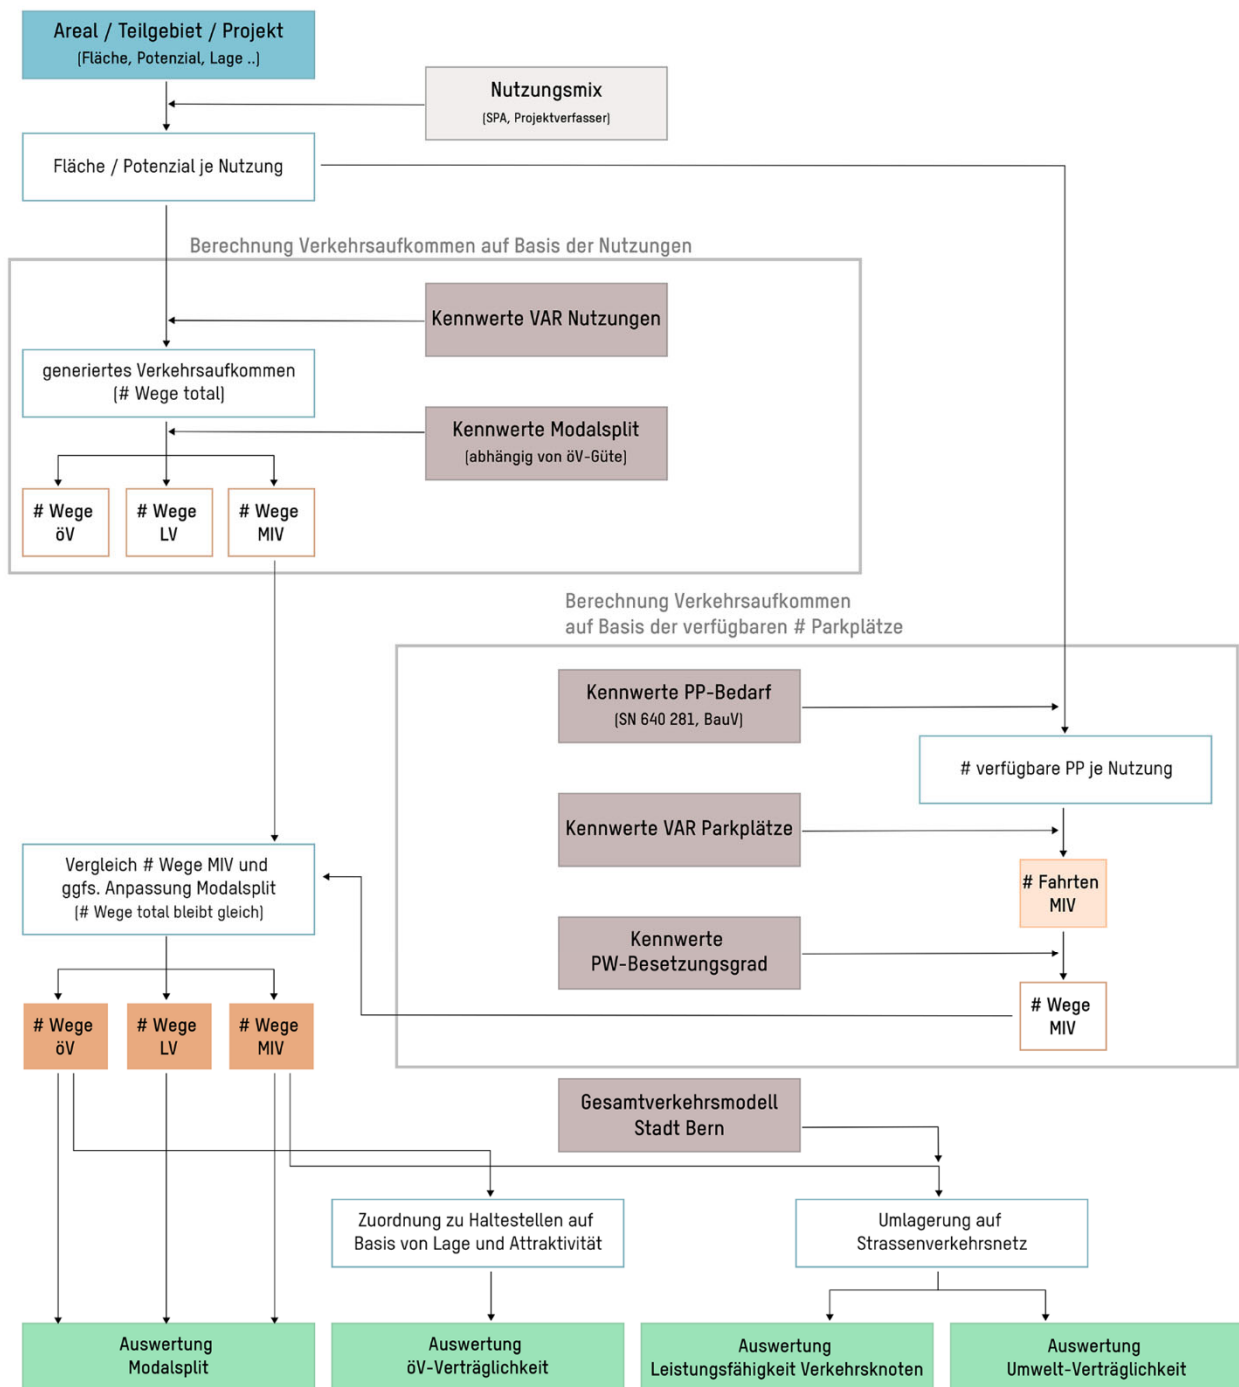 Areal / Teilgebiet / Projekt
(Fläche, Potenzial, Lage ..)
Nutzungsmix
(SPA, Projektverfasser)
Fläche / Potenzial je Nutzung
Berechnung Verkehrsaufkommen auf Basis der Nutzungen
Kennwerte VAR Nutzungen
generiertes Verkehrsaufkommen
(# Wege total)
Kennwerte Modalsplit
(abhängig von öV-Güte)
# Wege
öV
# Wege
LV
# Wege
MIV
Berechnung Verkehrsaufkommen
auf Basis der verfügbaren # Parkplätze
Kennwerte PP-Bedarf
(SN 640 281, BauV)
# verfügbare PP je Nutzung
Kennwerte VAR Parkplätze
# Fahrten
MIV
Kennwerte
PW-Besetzungsgrad
# Wege
MIV
Vergleich # Wege MIV und
ggfs. Anpassung Modalsplit
(# Wege total bleibt gleich)
# Wege
öV
# Wege
LV
# Wege
MIV
Gesamtverkehrsmodell
Stadt Bern
Zuordnung zu Haltestellen auf
Basis von Lage und Attraktivität
Umlagerung auf
Strassenverkehrsnetz
Auswertung
Modalsplit
Auswertung
öV-Verträglichkeit
Auswertung
Leistungsfähigkeit Verkehrsknoten
Auswertung
Umwelt-Verträglichkeit